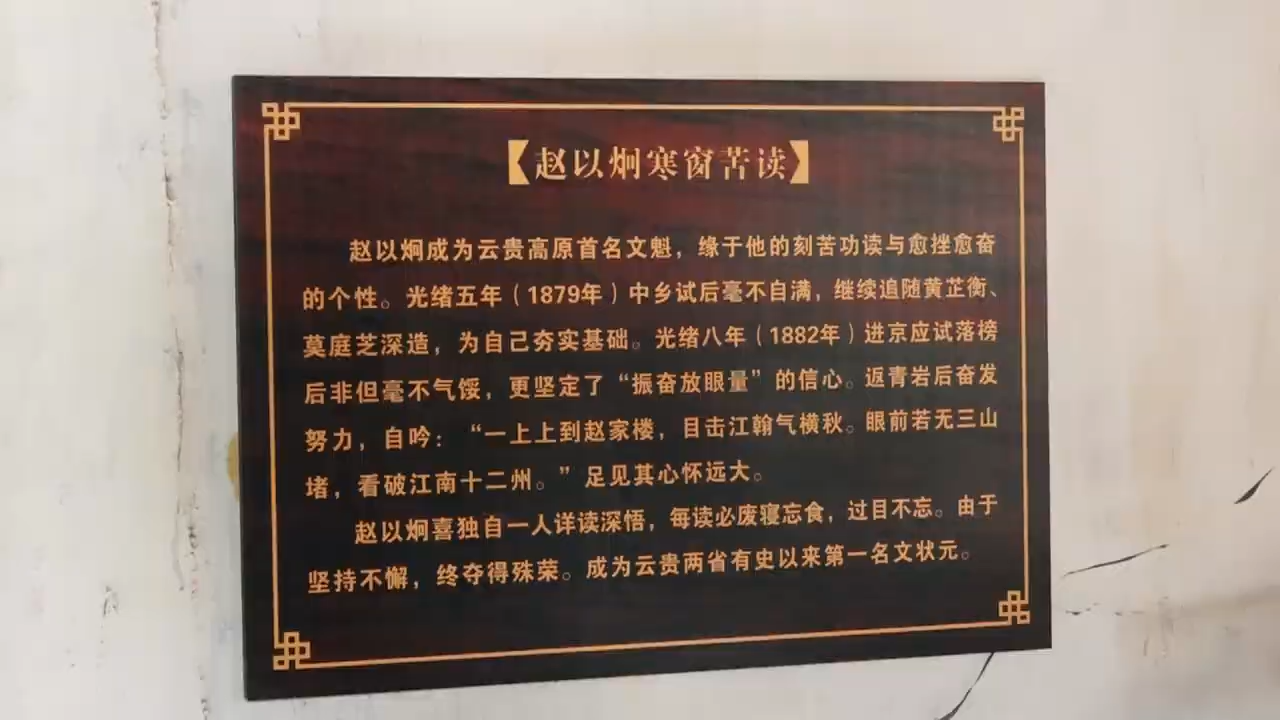 【赵以炯寒窗苦读】
赵以炯成为云贵高原首名文魁，缘于他的刻苦功读与愈挫愈奋
的个性。光绪五年（1879年）中乡试后毫不自满，继续追随黄芷衡、
莫庭芝深造，为自己夯实基础。光绪八年（1882年）进京应试落榜
后非但毫不气馁，更坚定了“振奋放眼量”的信心。返青岩后奋发
努力，自吟：“一上上到赵家楼，目击江翰气横秋。眼前若无三山
堵，看破江南十二州。”足见其心怀远大。
赵以炯喜独自一人详读深悟，每读必废寝忘食，过目不忘。由于
坚持不懈，终夺得殊荣。成为云贵两省有史以来第一名文状元。